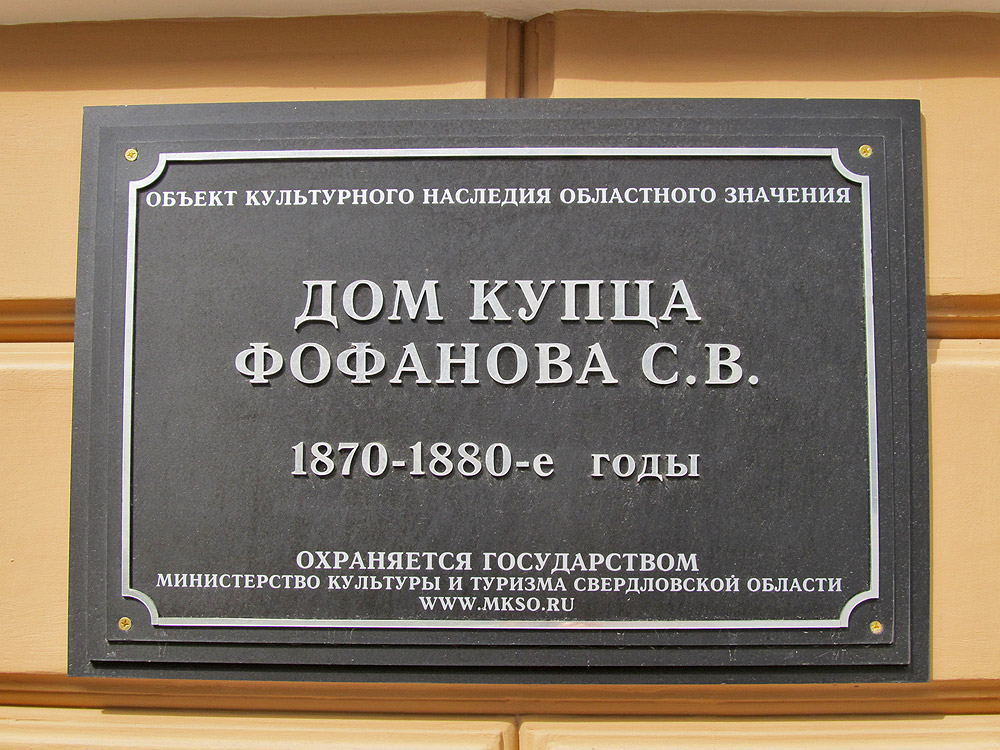 ОБЪЕКТ КУЛЬТУРНОГО НАСЛЕДИЯ ОБЛАСТНОГО ЗНАЧЕНИЯ
ДОМ КУПЦА
ФОФАНОВА С.В.
1870-1880-е годы
ОХРАНЯЕТСЯ ГОСУДАРСТВОМ
МИНИСТЕРСТВО КУЛЬТУРЫ И ТУРИЗМА СВЕРДЛОВСКОЙ ОБЛАСТИ
WWW.MKSO.RU